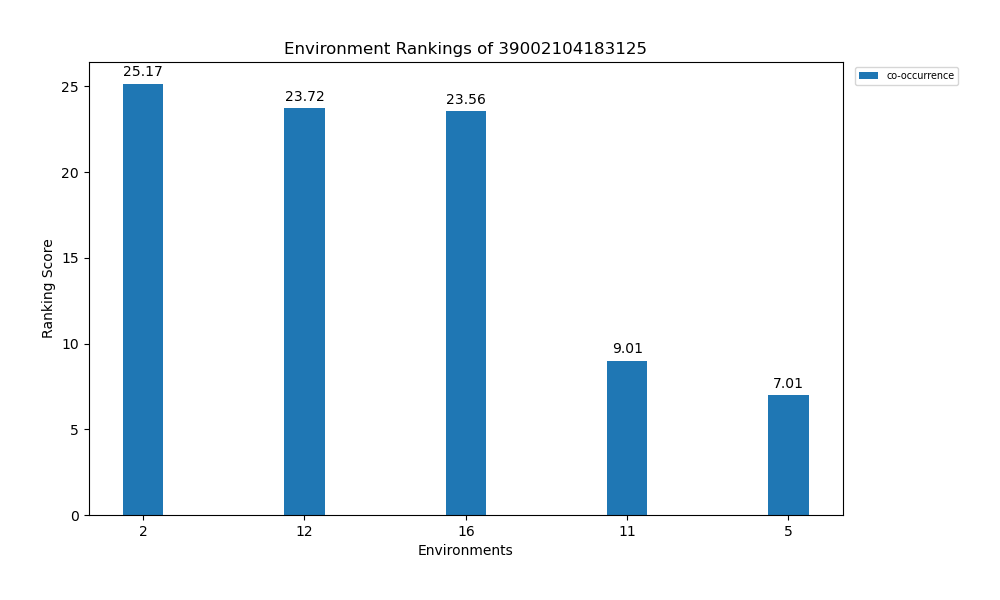 Environment Rankings of 39002104183125
co-occurrence
25.17
23.72
23.56
9.01
7.01
25
20
15
10
5
0
Ranking Score
2 12 16 11 5
Environments